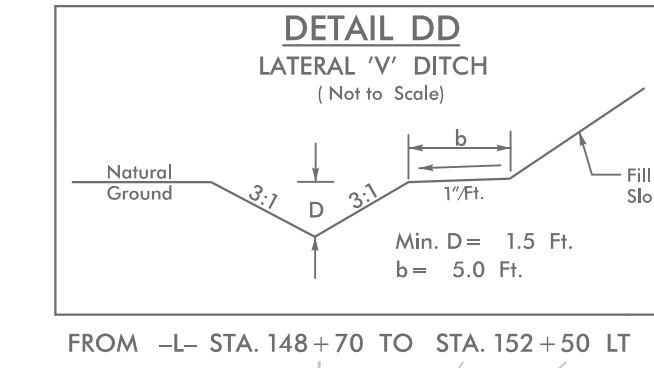 DETAIL DD
LATERAL 'V' DITCH
( Not to Scale)
b
Natural
Ground
3:1
D
3:1
1"/Ft.
Fill
Slo
Min. D = 1.5 Ft.
b = 5.0 Ft.
FROM –L– STA. 148 + 70 TO STA. 152 + 50 LT